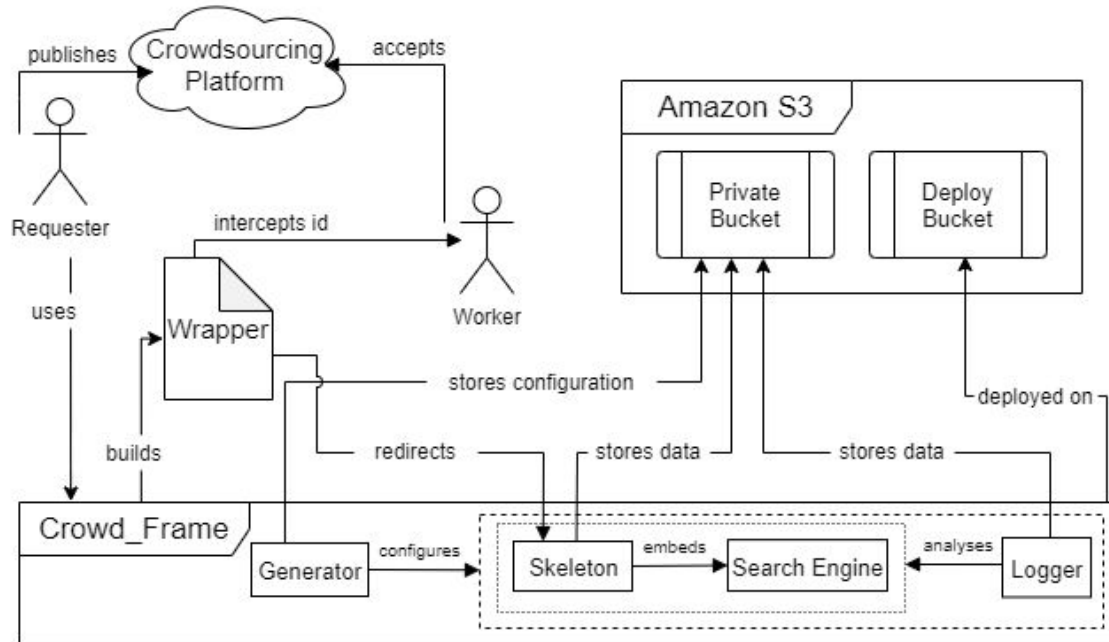 publishes
Crowdsourcing
Platform
accepts
Requester
Amazon S3
Private
Bucket
Deploy
Bucket
intercepts id
Worker
uses
Wrapper
stores configuration
deployed on
builds
redirects
stores data
stores data
Crowd_Frame
Generator
configures
Skeleton
embeds
Search Engine
analyses
Logger